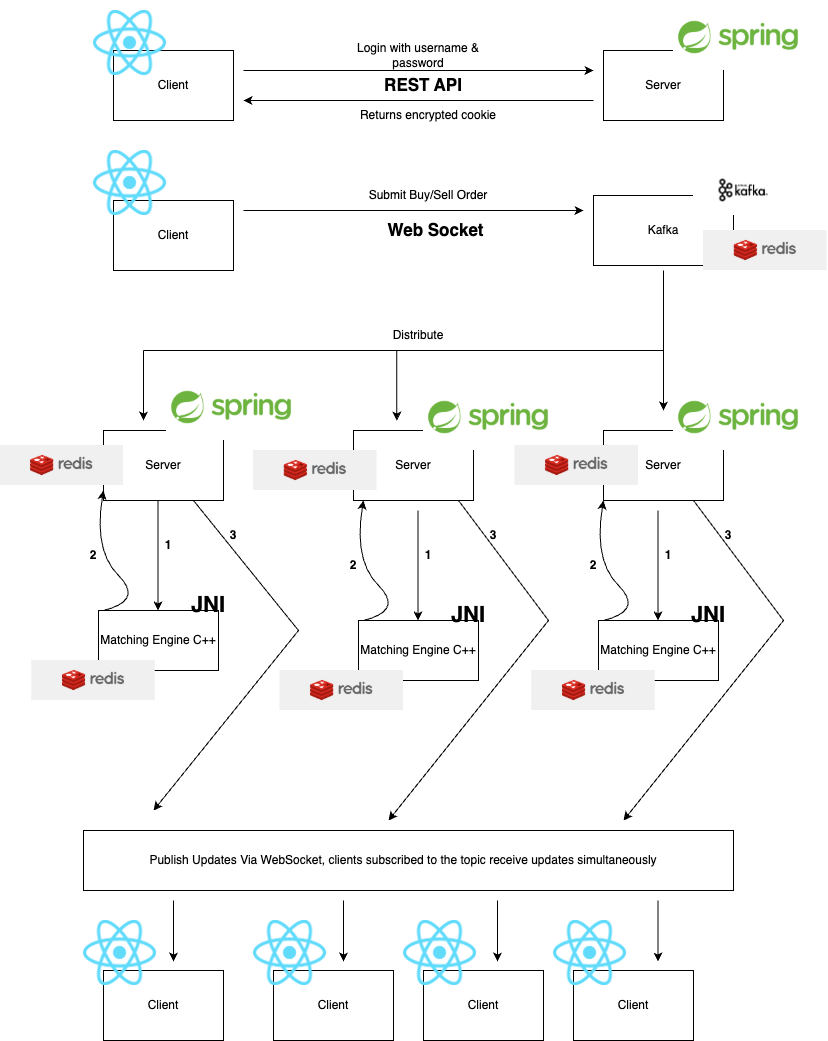 Login with username &
password
spring
Client
REST API
Server
Returns encrypted cookie
Submit Buy/Sell Order
kafka.
Client
Web Socket
Kafka
redis
Distribute
spring
spring
spring
redis
Server
redis
Server
redis
Server
2
1
3
2
1
3
2
1
3
JNI
JNI
JNI
Matching Engine C++
Matching Engine C++
Matching Engine C++
redis
redis
redis
Publish Updates Via WebSocket, clients subscribed to the topic receive updates simultaneously
Client
Client
Client
Client